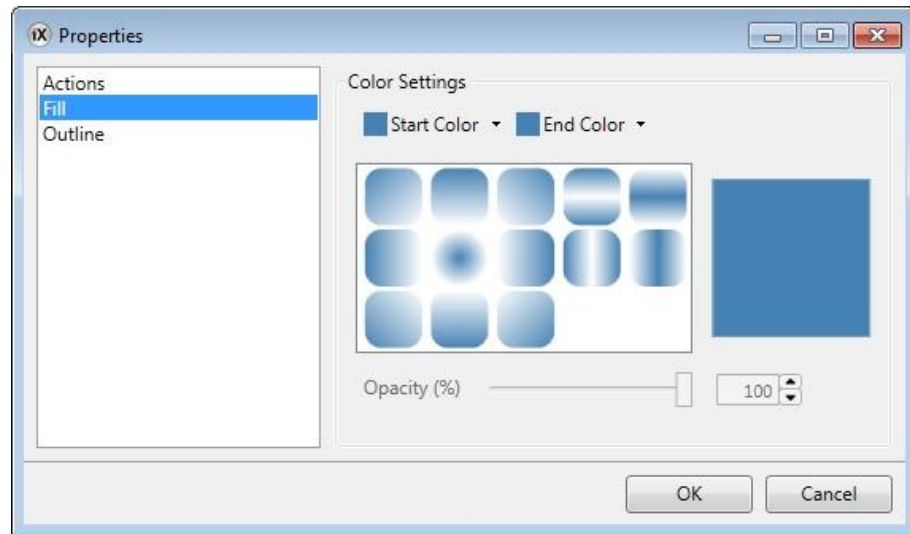 iX Properties
Actions
Fill
Outline
Color Settings
Start Color End Color
Opacity (%) 100
OK Cancel